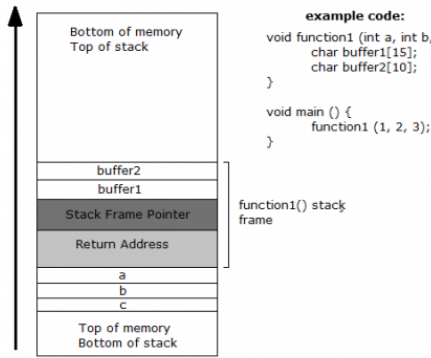 Bottom of memory
Top of stack
buffer2
buffer1
Stack Frame Pointer
Return Address
a
b
c
Top of memory
Bottom of stack
function1() stack
frame
example code:
void function1 (int a, int b,
char buffer1[15];
char buffer2[10];
}
void main () {
function1 (1, 2, 3);
}